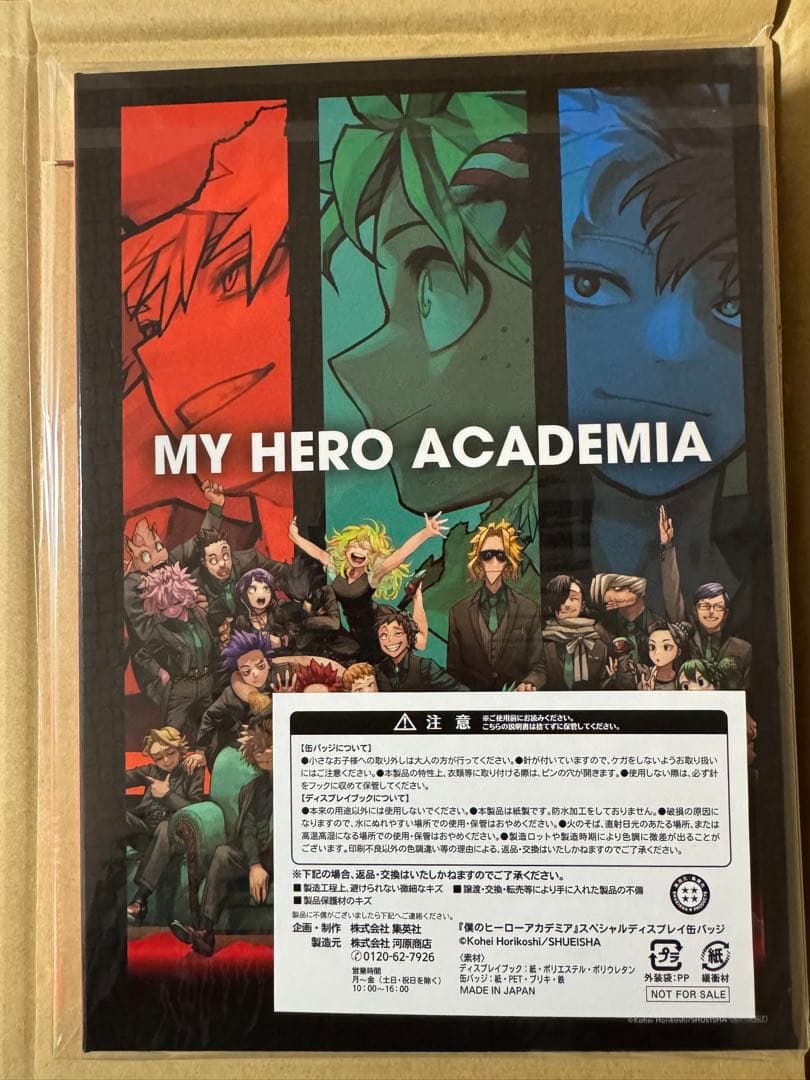 MY HERO ACADEMIA
注意 ※ご使用前にお読みください。
こちらの説明書は捨てずに保管してください。
【缶バッジについて】
●小さなお子様への取り外しは大人の方が行ってください。●針が付いていますので、ケガをしないようお取り扱い
にはご注意ください。●本製品の特性上、衣類等に取り付ける際は、ピンの穴が開きます。●使用しない際は、必ず針
をフックに収めて保管してください。
【ディスプレイブックについて】
●本来の用途以外には使用しないでください。●本製品は紙製です。防水加工をしておりません。●破損の原因に
なりますので、水にぬれやすい場所での使用・保管はおやめください。●火のそば、直射日光のあたる場所、または
高温高湿になる場所での使用・保管はおやめください。●製造ロットや製造時期により色調に微差が出ることが
ございます。印刷不良以外の色調違い等の理由による、返品・交換はいたしかねますのでご了承ください。
※下記の場合、返品・交換はいたしかねますのでご了承ください。
■製造工程上、避けられない微細なキズ ■譲渡・交換・転売等により手に入れた製品の不備
■製品保護材のキズ
製品に不備がございましたら下記へご連絡ください。
企画・制作 株式会社 集英社
製造元 株式会社 河原商店
0120-62-7926
営業時間
月〜金(土日・祝日を除く)
10:00〜16:00
『僕のヒーローアカデミア』スペシャルディスプレイ缶バッジ
©Kohei Horikoshi/SHUEISHA
〈素材〉
ディスプレイブック:紙・ポリエステル・ポリウレタン
缶バッジ:紙・PET・ブリキ・鉄
MADE IN JAPAN
プラ
外装袋:PP
紙
緩衝材
NOT FOR SALE
©Kohei Horikoshi/SHUEISHA